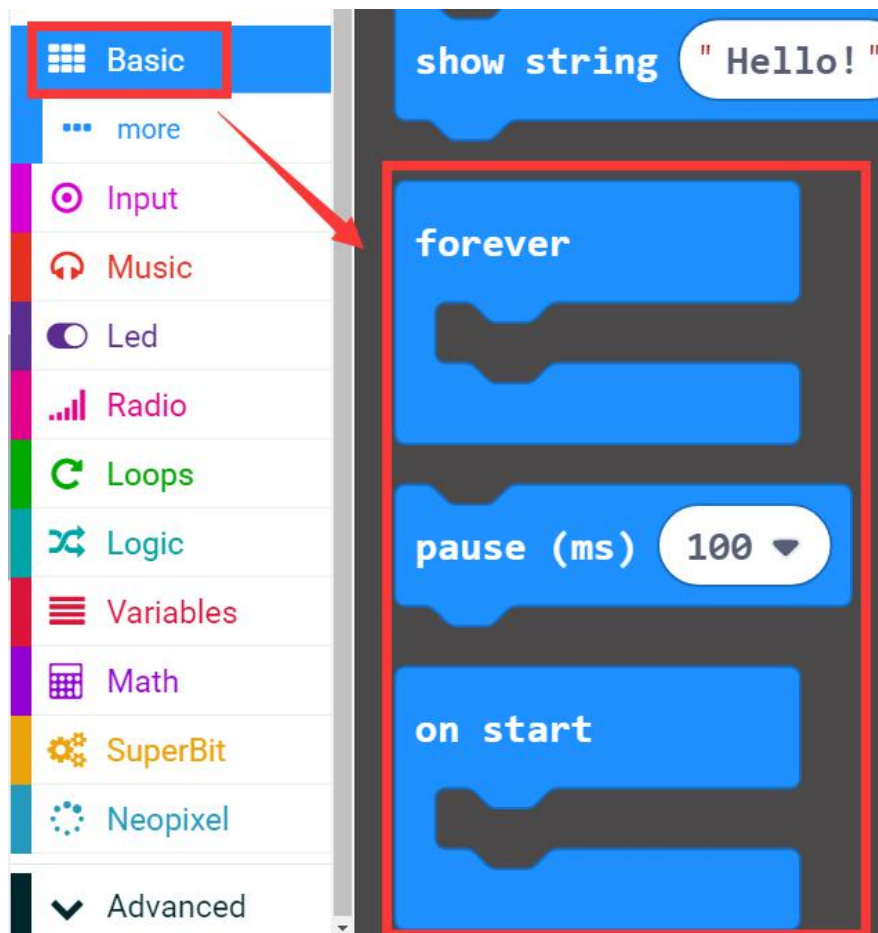 Basic
more
Input
Music
Led
Radio
Loops
Logic
Variables
Math
SuperBit
Neopixel
Advanced
show string "Hello!"
forever
pause (ms) 100
on start